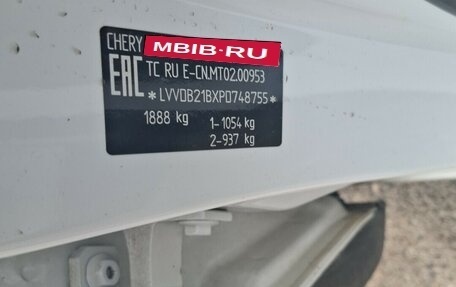 CHERY
MBIB-RU
EAC TC RU E-CN.MT02.00953
*LVVDB21BXPD748755*
1888 kg 1-1054 kg
2-937 kg